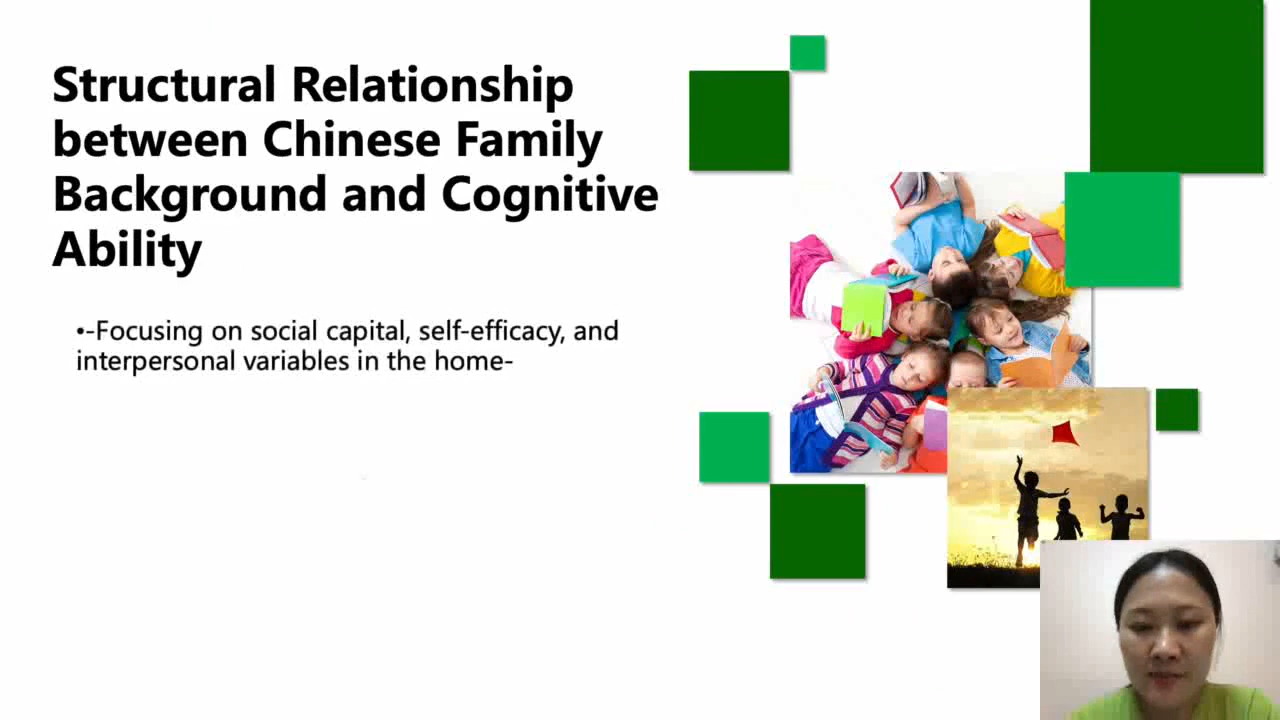 Structural Relationship
between Chinese Family
Background and Cognitive
Ability
•-Focusing on social capital, self-efficacy, and
interpersonal variables in the home-